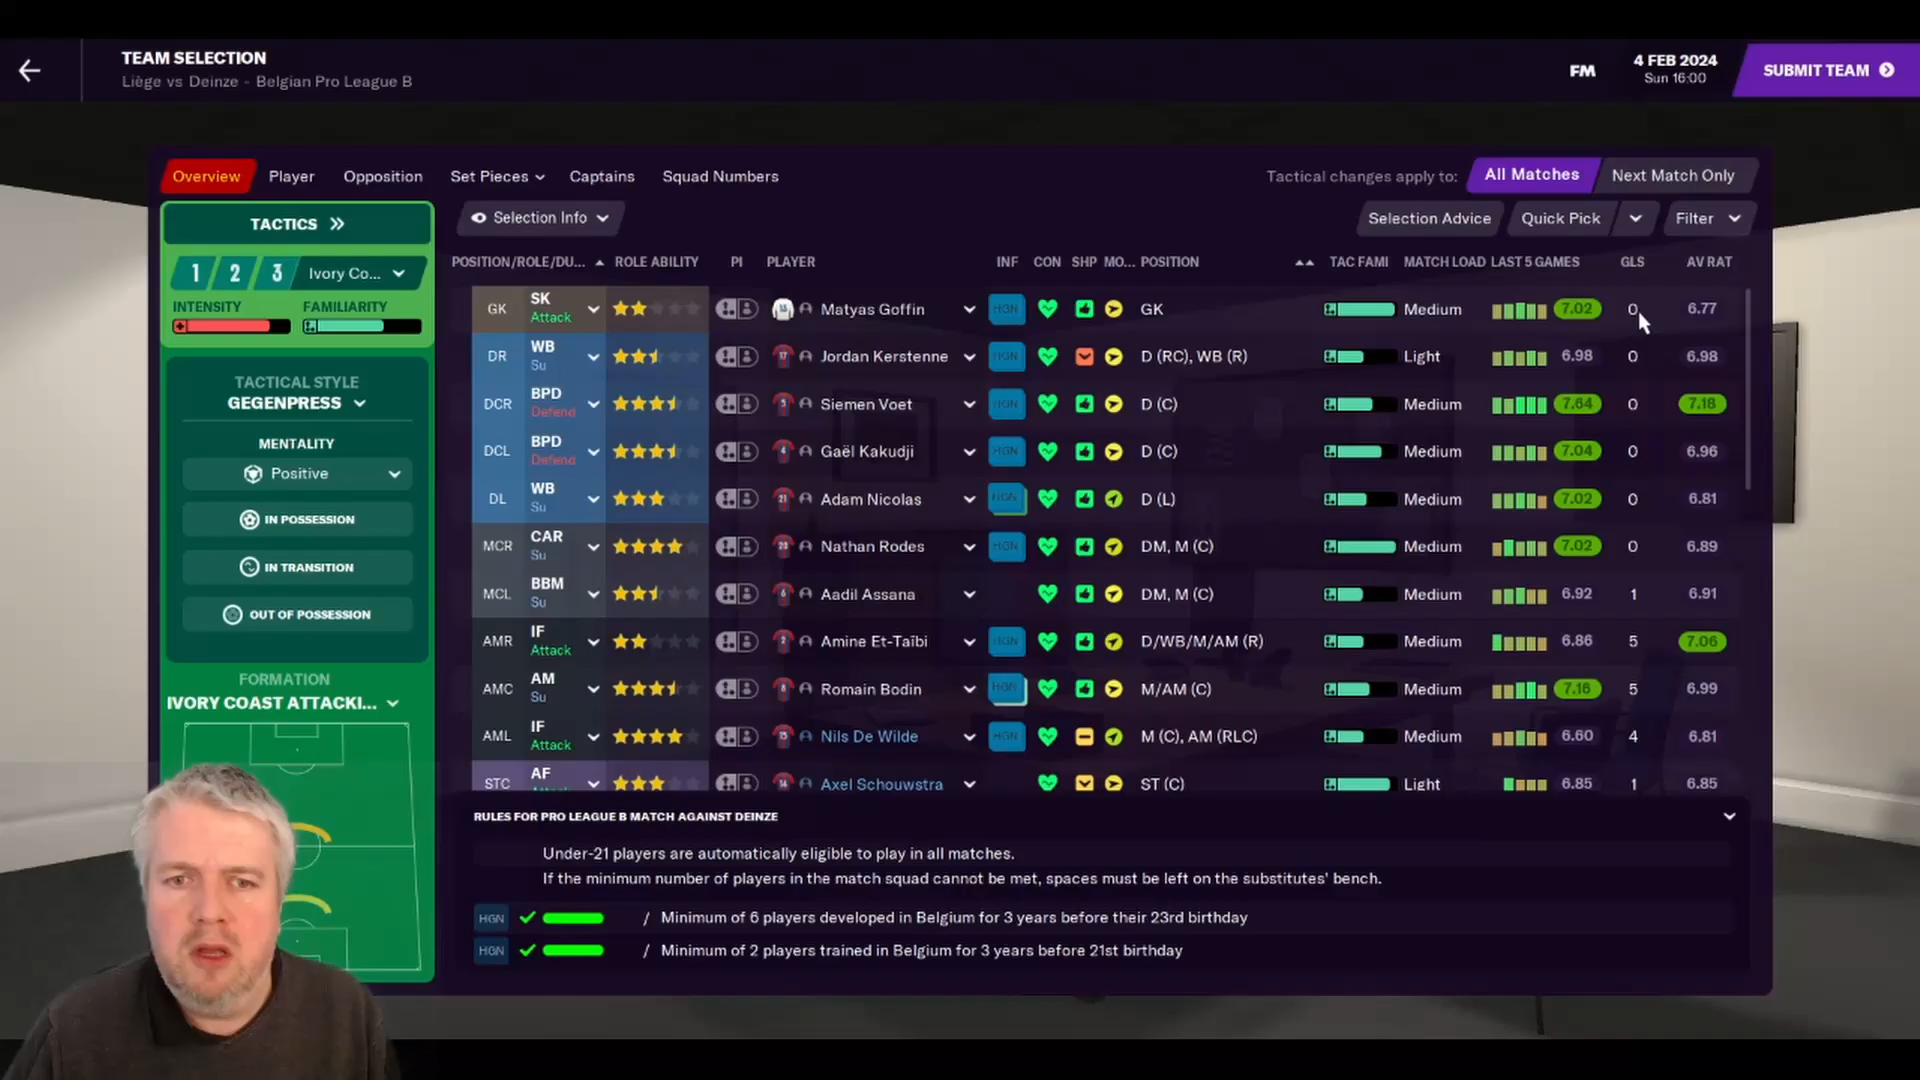 TEAM SELECTION
Liège vs Deinze - Belgian Pro League B
FM
4 FEB 2024
Sun 16:00
SUBMIT TEAM
Overview Player Opposition Set Pieces Captains Squad Numbers
Tactical changes apply to: All Matches Next Match Only
TACTICS
Selection Info
Selection Advice Quick Pick Filter
1 2 3 Ivory Co...
INTENSITY FAMILIARITY
TACTICAL STYLE
GEGENPRESS
MENTALITY
Positive
IN POSSESSION
IN TRANSITION
OUT OF POSSESSION
FORMATION
IVORY COAST ATTACKI...
POSITION/ROLE/DU... ROLE ABILITY PI PLAYER INF CON SHP MO... POSITION TAC FAMI MATCH LOAD LAST 5 GAMES GLS AV RAT
GK SK Attack Matyas Goffin HGN GK Medium 7.02 0 6.77
DR WB Su Jordan Kerstenne HGN D (RC), WB (R) Light 6.98 0 6.98
DCR BPD Defend Siemen Voet HGN D (C) Medium 7.64 0 7.18
DCL BPD Defend Gaël Kakudji HGN D (C) Medium 7.04 0 6.96
DL WB Su Adam Nicolas HGN D (L) Medium 7.02 0 6.81
MCR CAR Su Nathan Rodes HGN DM, M (C) Medium 7.02 0 6.89
MCL BBM Su Aadil Assana DM, M (C) Medium 6.92 1 6.91
AMR IF Attack Amine Et-Taïbi HGN D/WB/M/AM (R) Medium 6.86 5 7.06
AMC AM Su Romain Bodin HGN M/AM (C) Medium 7.16 5 6.99
AML IF Attack Nils De Wilde HGN M (C), AM (RLC) Medium 6.60 4 6.81
STC AF Axel Schouwstra ST (C) Light 6.85 1 6.85
RULES FOR PRO LEAGUE B MATCH AGAINST DEINZE
Under-21 players are automatically eligible to play in all matches.
If the minimum number of players in the match squad cannot be met, spaces must be left on the substitutes' bench.
HGN / Minimum of 6 players developed in Belgium for 3 years before their 23rd birthday
HGN / Minimum of 2 players trained in Belgium for 3 years before 21st birthday